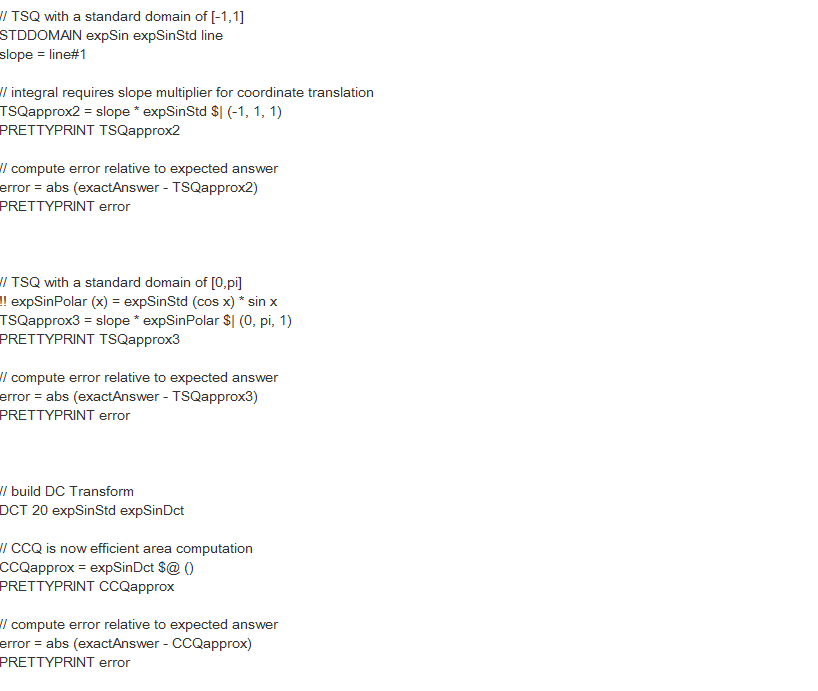 // TSQ with a standard domain of [-1,1]
STDDOMAIN expSin expSinStd line
slope = line#1
// integral requires slope multiplier for coordinate translation
TSQapprox2 = slope * expSinStd $| (-1, 1, 1)
PRETTYPRINT TSQapprox2
// compute error relative to expected answer
error = abs (exactAnswer - TSQapprox2)
PRETTYPRINT error
// TSQ with a standard domain of [0,pi]
!! expSinPolar (x) = expSinStd (cos x) * sin x
TSQapprox3 = slope * expSinPolar $| (0, pi, 1)
PRETTYPRINT TSQapprox3
// compute error relative to expected answer
error = abs (exactAnswer - TSQapprox3)
PRETTYPRINT error
// build DC Transform
DCT 20 expSinStd expSinDct
// CCQ is now efficient area computation
CCQapprox = expSinDct $@ ()
PRETTYPRINT CCQapprox
// compute error relative to expected answer
error = abs (exactAnswer - CCQapprox)
PRETTYPRINT error